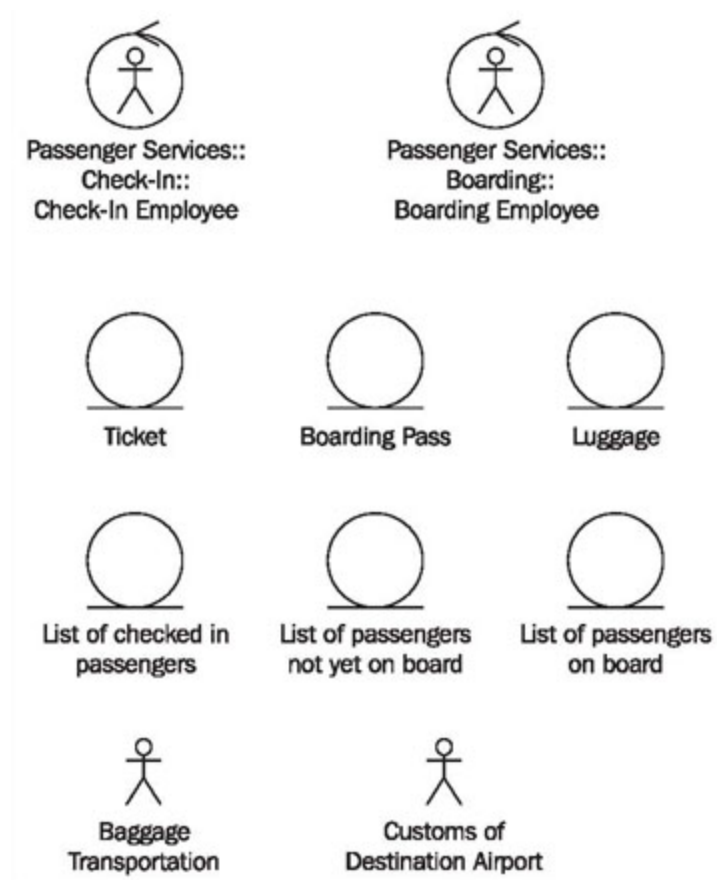 Passenger Services::
Check-In::
Check-In Employee
Passenger Services::
Boarding::
Boarding Employee
Ticket
Boarding Pass
Luggage
List of checked in
passengers
List of passengers
not yet on board
List of passengers
on board
Baggage
Transportation
Customs of
Destination Airport